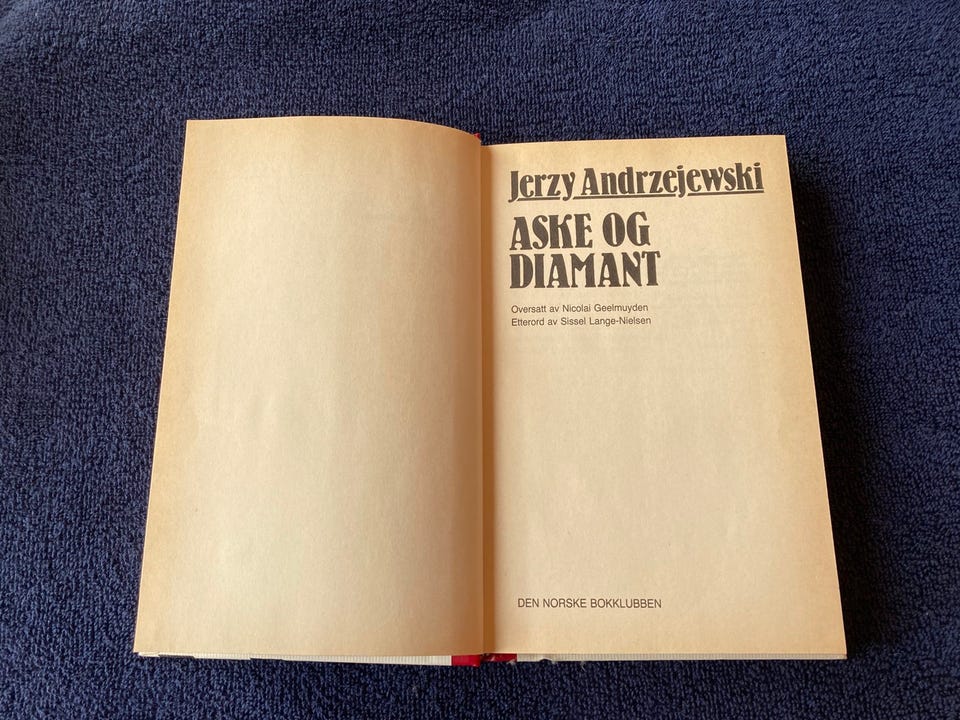 Jerzy Andrzejewski
ASKE OG
DIAMANT
Oversatt av Nicolai Geelmuyden
Etterord av Sissel Lange-Nielsen
DEN NORSKE BOKKLUBBEN